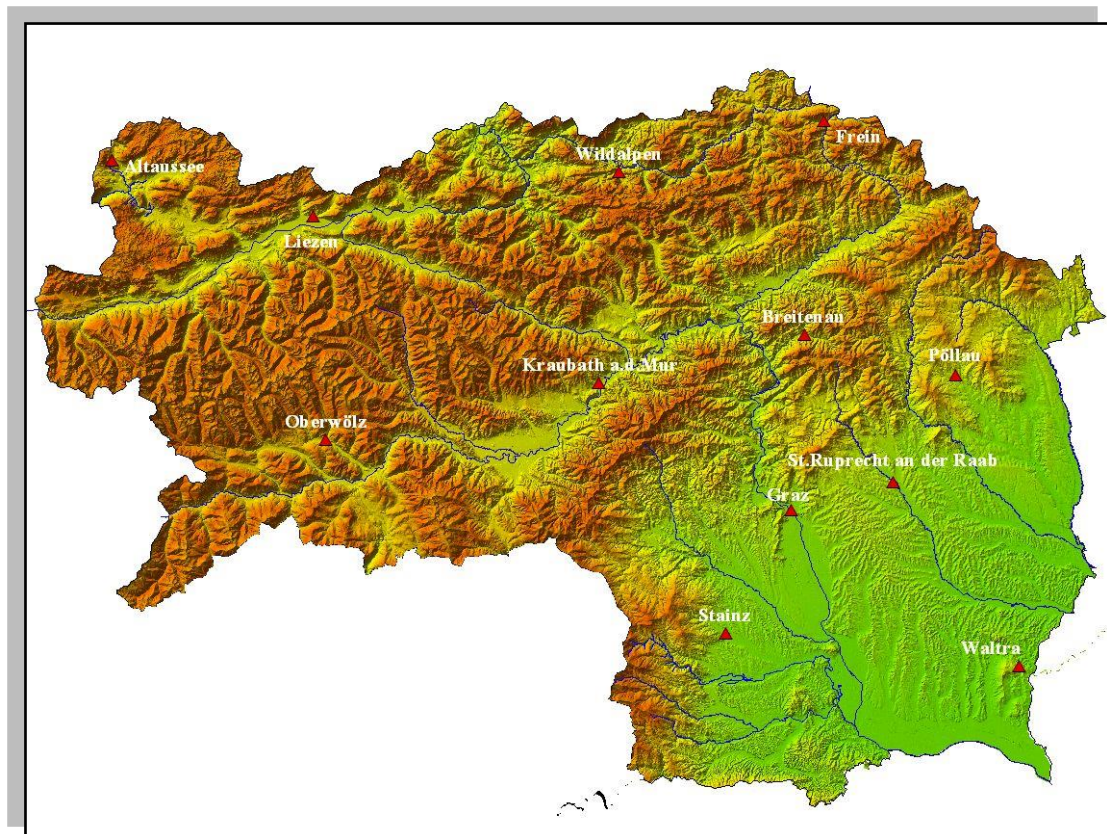 Frein
Wildalpen
Altaussee
Liezen
Breitenau
Pöllau
Kraubath a.d.Mur
Oberwölz
St.Ruprecht an der Raab
Graz
Stainz
Waltra